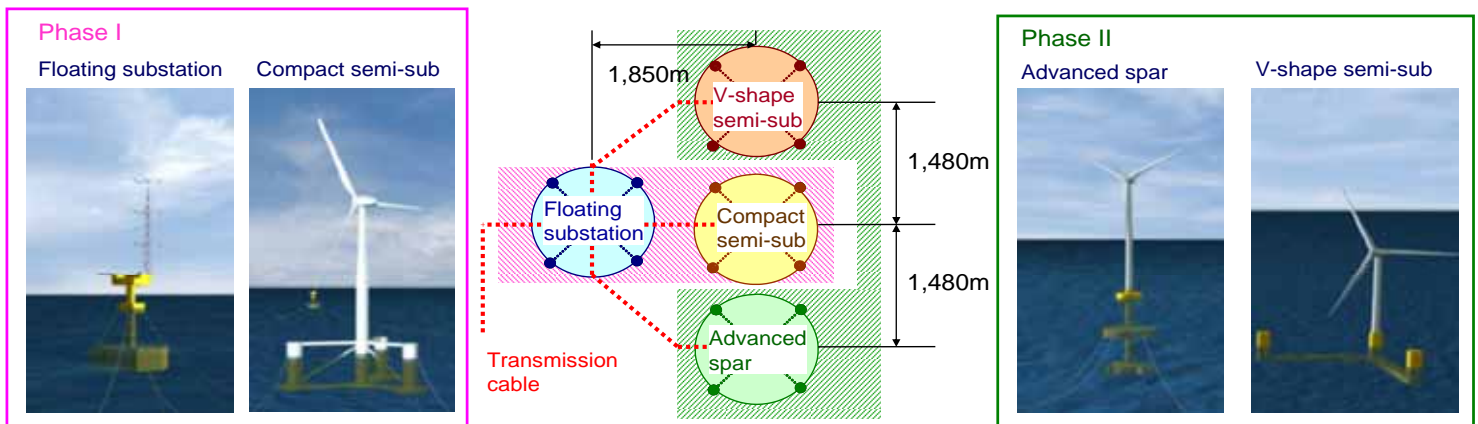 Phase I
Floating substation
Compact semi-sub
1,850m
V-shape
semi-sub
1,480m
Floating
substation
Compact
semi-sub
1,480m
Advanced
spar
Transmission
cable
Phase II
Advanced spar
V-shape semi-sub